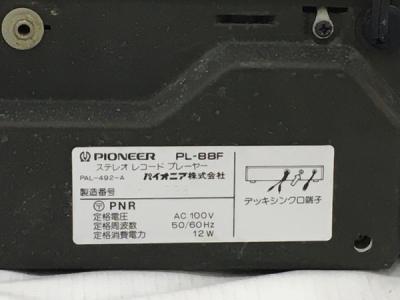 PIONEER PL-88F
ステレオ レコード プレーヤー
PAL-492-A パイオニア株式会社
製造番号
〒 PNR
定格電圧 AC 100V
定格周波数 50/60Hz
定格消費電力 12W
デッキシンクロ端子